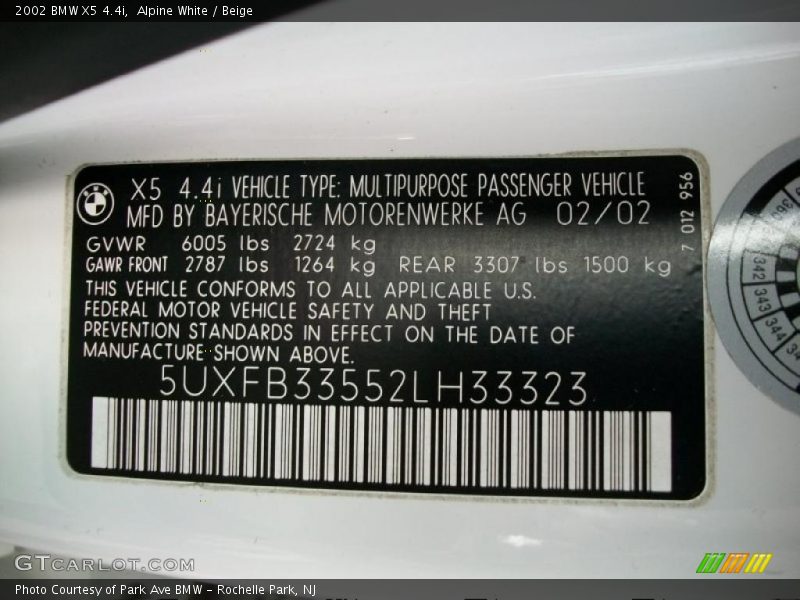 2002 BMW X5 4.4i,  Alpine White / Beige
BMW
X5 4.4i VEHICLE TYPE: MULTIPURPOSE PASSENGER VEHICLE
MFD BY BAYERISCHE MOTORENWERKE AG 02/02
GVWR 6005 lbs 2724 kg
GAWR FRONT 2787 lbs 1264 kg REAR 3307 lbs 1500 kg
THIS VEHICLE CONFORMS TO ALL APPLICABLE U.S.
FEDERAL MOTOR VEHICLE SAFETY AND THEFT
PREVENTION STANDARDS IN EFFECT ON THE DATE OF
MANUFACTURE SHOWN ABOVE.
5UXFB33552LH33323
7 012 956
342 343 344
GTCARLOT.COM
Photo Courtesy of Park Ave BMW - Rochelle Park, NJ